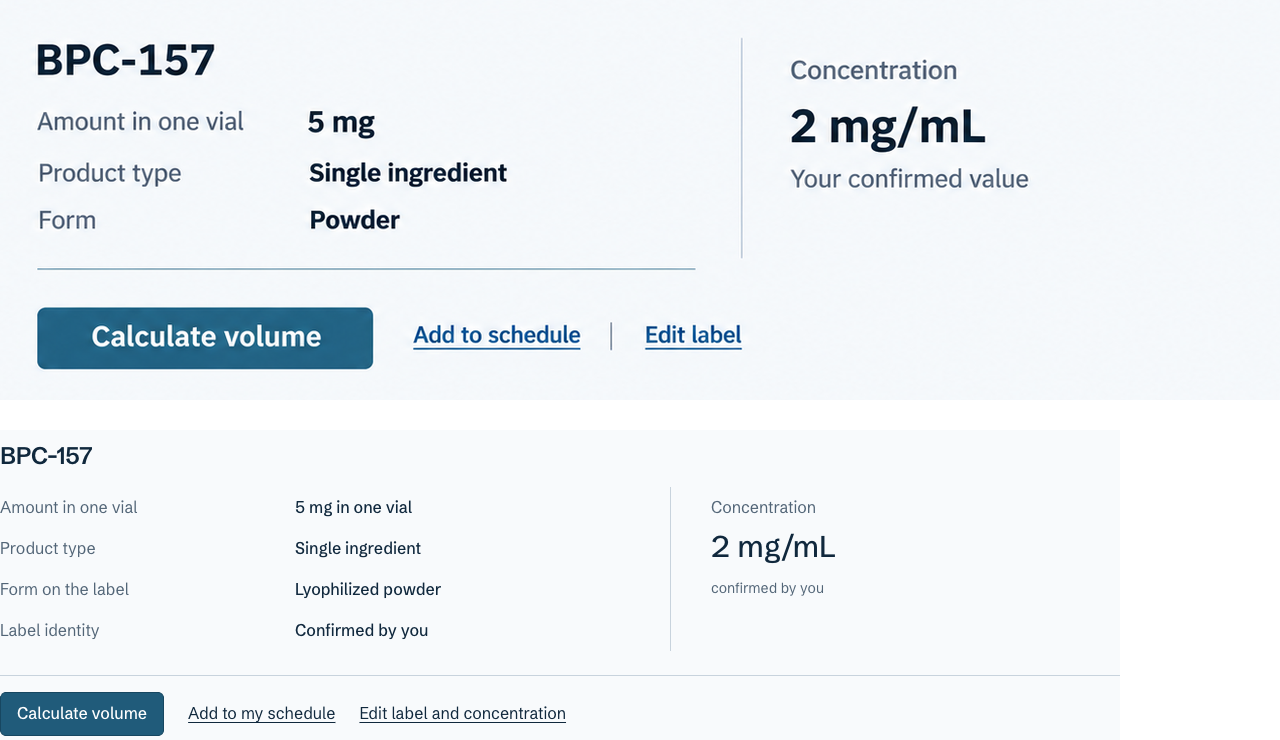 BPC-157
Amount in one vial 5 mg
Product type Single ingredient
Form Powder
Concentration
2 mg/mL
Your confirmed value
Calculate volume Add to schedule | Edit label
BPC-157
Amount in one vial 5 mg in one vial
Product type Single ingredient
Form on the label Lyophilized powder
Label identity Confirmed by you
Concentration
2 mg/mL
confirmed by you
Calculate volume Add to my schedule Edit label and concentration